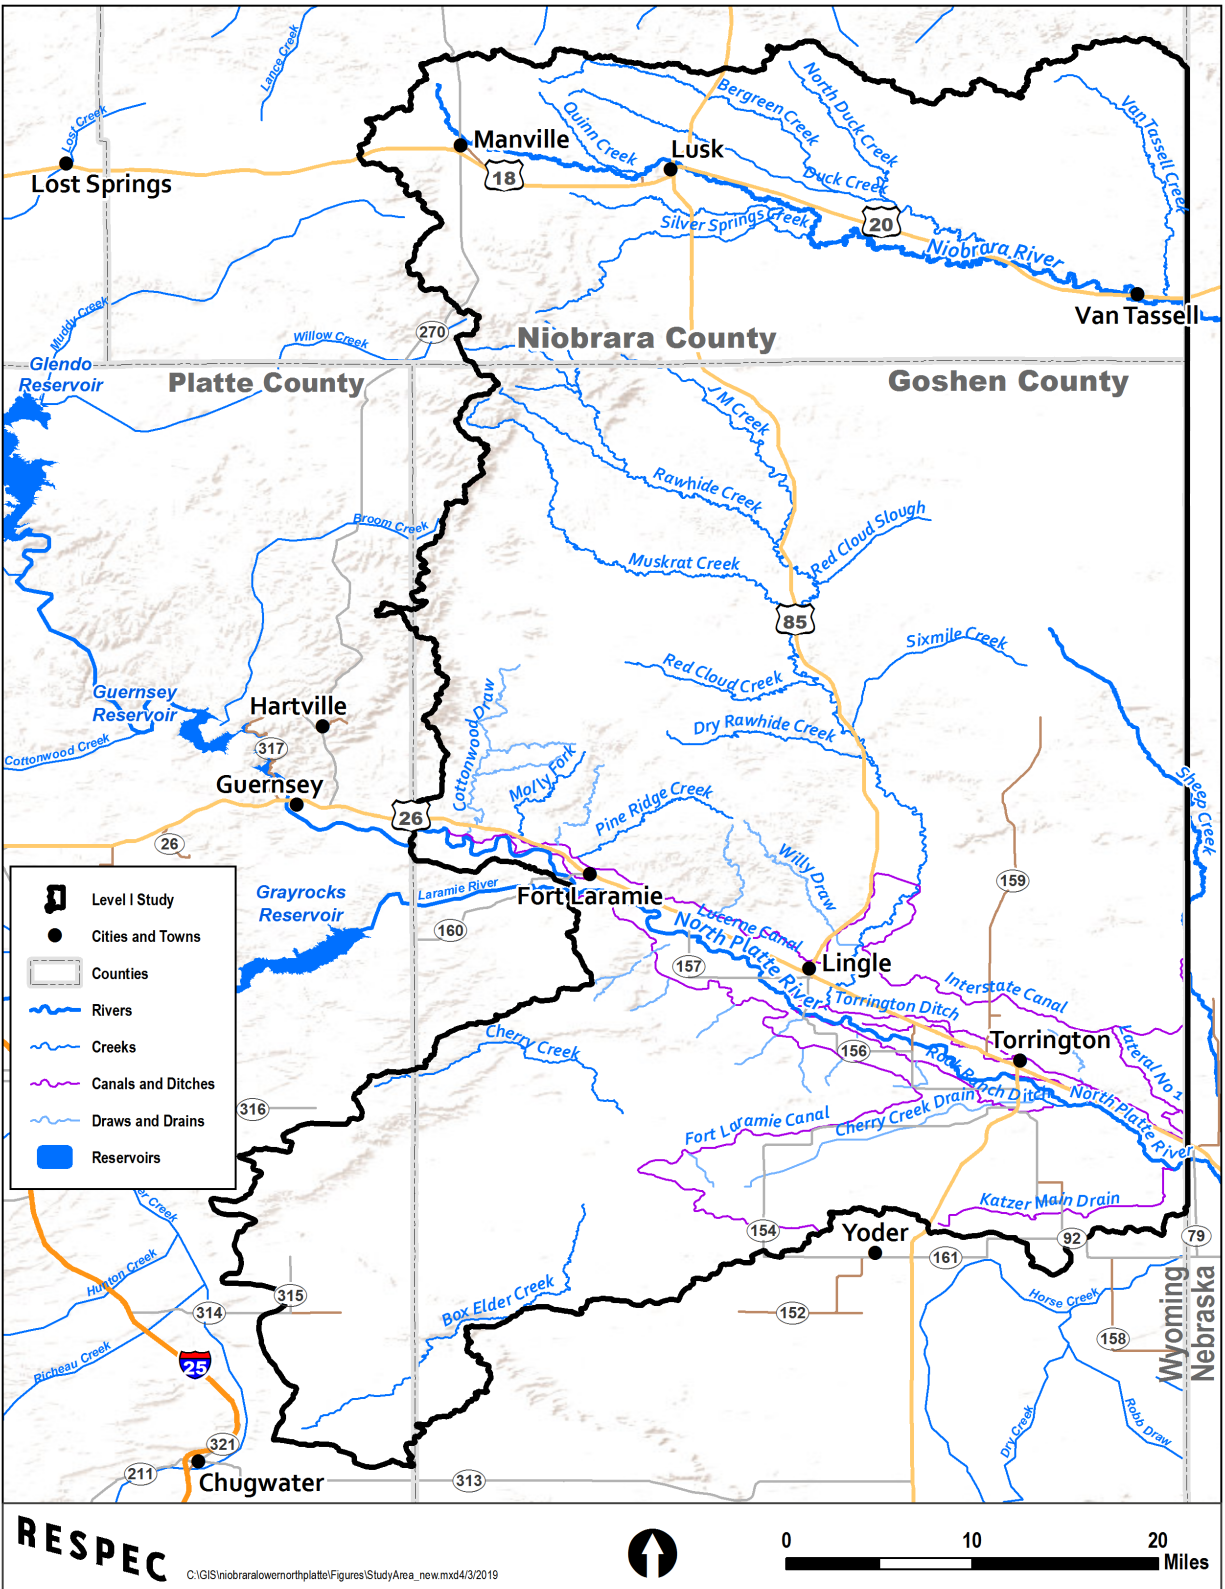 Lance Creek
Lost Creek
Lost Springs
Manville
18
Quinn Creek
Lusk
Bergreen Creek
North Duck Creek
Duck Creek
Van Tassell Creek
Silver Springs Creek
20
Niobrara River
Van Tassell
Muddy Creek
Willow Creek
270
Niobrara County
Glendo
Reservoir
Platte County
Goshen County
J M Creek
Rawhide Creek
Red Cloud Slough
Broom Creek
Muskrat Creek
85
Sixmile Creek
Red Cloud Creek
Dry Rawhide Creek
Guernsey
Reservoir
Hartville
317
Cottonwood Creek
Guernsey
Cottonwood Draw
Molly Fork
Pine Ridge Creek
Sheep Creek
26
26
Willy Draw
159
Grayrocks
Reservoir
Laramie River
Fort Laramie
160
Lucerne Canal
North Platte River
157
Lingle
Interstate Canal
Torrington Ditch
Torrington
156
Lateral No 1
Rock Ranch Ditch
North Platte River
Cherry Creek
316
Fort Laramie Canal
Cherry Creek Drain
Katzer Main Drain
154
Yoder
92
79
161
er Creek
Hunton Creek
315
314
Box Elder Creek
152
Horse Creek
158
Wyoming
Nebraska
Richeau Creek
25
Dry Creek
Robb Draw
321
211
Chugwater
313
Level I Study
Cities and Towns
Counties
Rivers
Creeks
Canals and Ditches
Draws and Drains
Reservoirs
RESPEC
C:\GIS\niobraralowernorthplatte\Figures\StudyArea_new.mxd4/3/2019
0 10 20
Miles